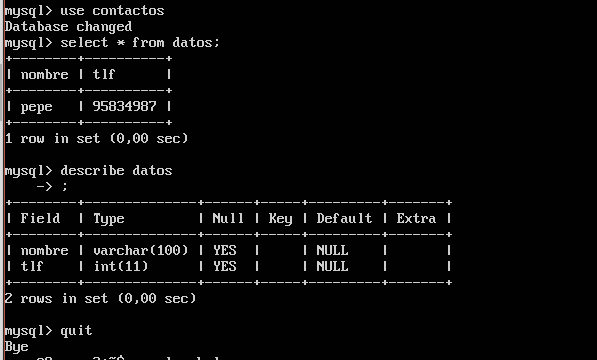 mysql> use contactos
Database changed
mysql> select * from datos;
+--------+----------+
| nombre | tlf      |
+--------+----------+
| pepe   | 95834987 |
+--------+----------+
1 row in set (0,00 sec)
mysql> describe datos
    -> ;
+--------+--------------+------+-----+---------+-------+
| Field  | Type         | Null | Key | Default | Extra |
+--------+--------------+------+-----+---------+-------+
| nombre | varchar(100) | YES  |     | NULL    |       |
| tlf    | int(11)      | YES  |     | NULL    |       |
+--------+--------------+------+-----+---------+-------+
2 rows in set (0,00 sec)
mysql> quit
Bye